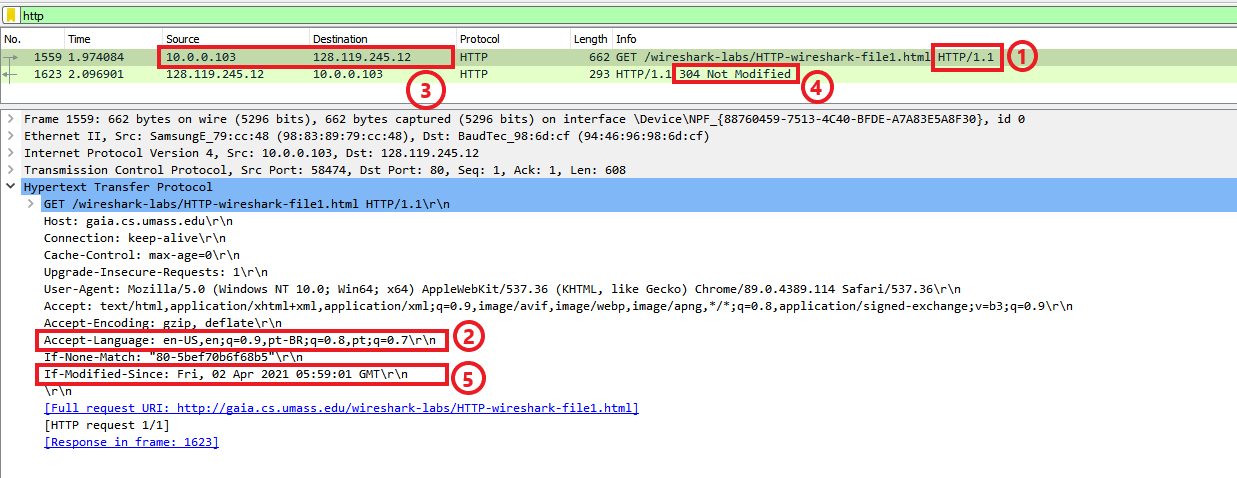 http
No. Time Source Destination Protocol Length Info
1559 1.974084 10.0.0.103 128.119.245.12 HTTP 662 GET /wireshark-labs/HTTP-wireshark-file1.html HTTP/1.1
1
1623 2.096901 128.119.245.12 10.0.0.103 HTTP 293 HTTP/1.1 304 Not Modified
3
4
Frame 1559: 662 bytes on wire (5296 bits), 662 bytes captured (5296 bits) on interface \Device\NPF_{88760459-7513-4C40-BFDE-A7A83E5A8F30}, id 0
Ethernet II, Src: SamsungE_79:cc:48 (98:83:89:79:cc:48), Dst: BaudTec_98:6d:cf (94:46:96:98:6d:cf)
Internet Protocol Version 4, Src: 10.0.0.103, Dst: 128.119.245.12
Transmission Control Protocol, Src Port: 58474, Dst Port: 80, Seq: 1, Ack: 1, Len: 608
Hypertext Transfer Protocol
GET /wireshark-labs/HTTP-wireshark-file1.html HTTP/1.1\r\n
Host: gaia.cs.umass.edu\r\n
Connection: keep-alive\r\n
Cache-Control: max-age=0\r\n
Upgrade-Insecure-Requests: 1\r\n
User-Agent: Mozilla/5.0 (Windows NT 10.0; Win64; x64) AppleWebKit/537.36 (KHTML, like Gecko) Chrome/89.0.4389.114 Safari/537.36\r\n
Accept: text/html,application/xhtml+xml,application/xml;q=0.9,image/avif,image/webp,image/apng,*/*;q=0.8,application/signed-exchange;v=b3;q=0.9\r\n
Accept-Encoding: gzip, deflate\r\n
Accept-Language: en-US,en;q=0.9,pt-BR;q=0.8,pt;q=0.7\r\n
2
If-None-Match: "80-5bef70b6f68b5"\r\n
If-Modified-Since: Fri, 02 Apr 2021 05:59:01 GMT\r\n
5
\r\n
[Full request URI: http://gaia.cs.umass.edu/wireshark-labs/HTTP-wireshark-file1.html]
[HTTP request 1/1]
[Response in frame: 1623]